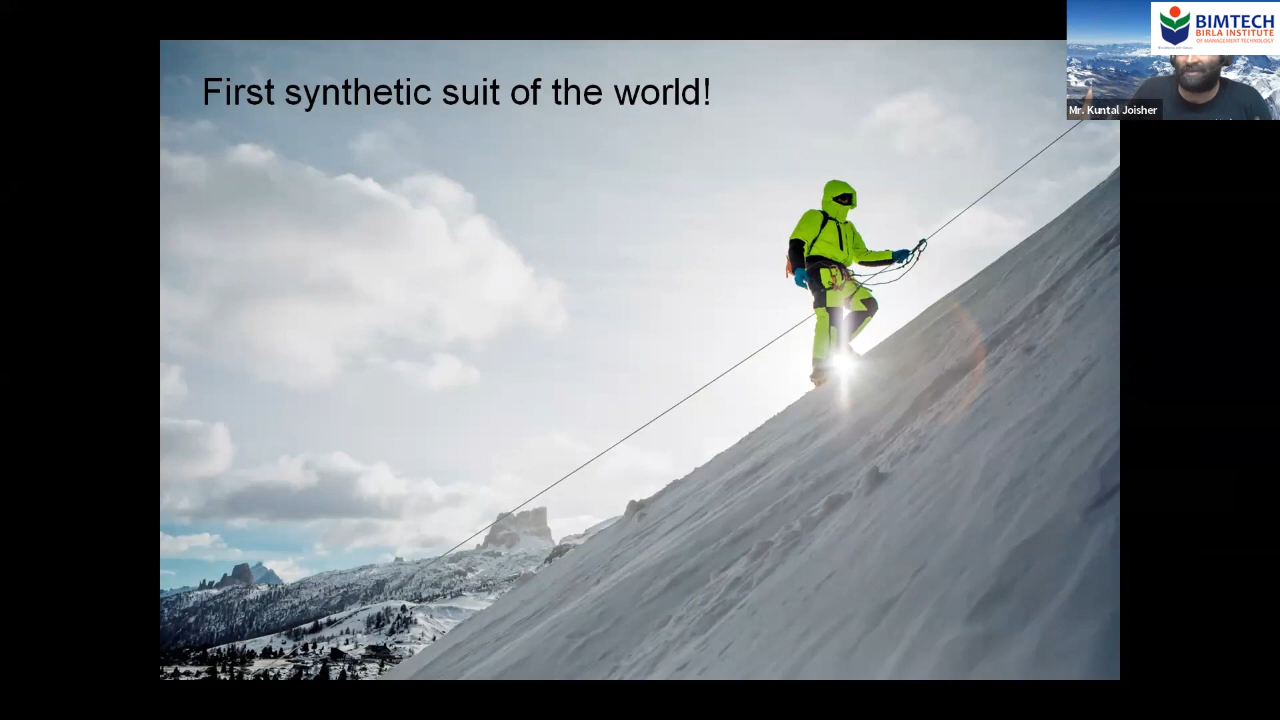 First synthetic suit of the world!
BIMTECH
BIRLA INSTITUTE
OF MANAGEMENT TECHNOLOGY
Mr. Kuntal Joisher